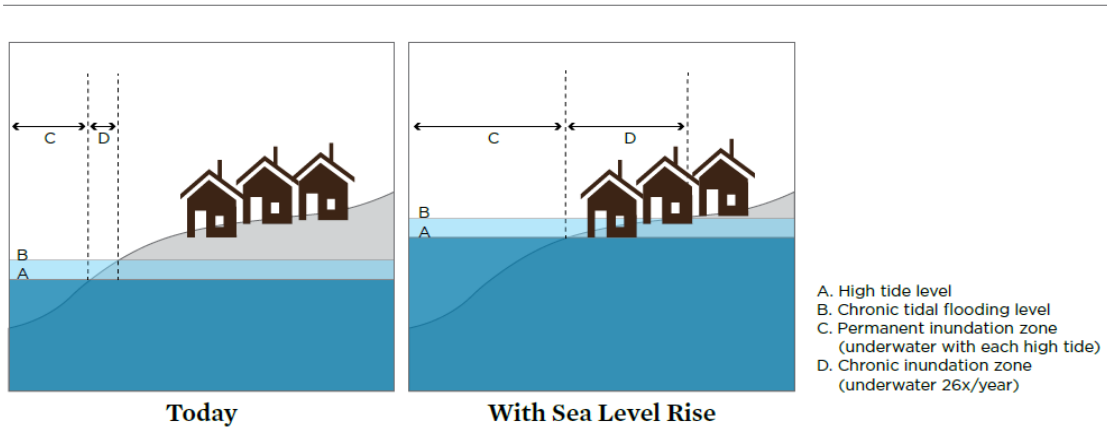 C
D
B
A
Today
C
D
B
A
With Sea Level Rise
A. High tide level
B. Chronic tidal flooding level
C. Permanent inundation zone
(underwater with each high tide)
D. Chronic inundation zone
(underwater 26x/year)